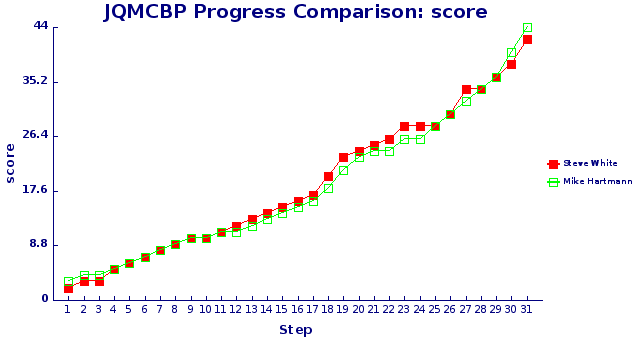 JQMCBP Progress Comparison: score
44
35.2
26.4
17.6
8.8
0
score
1 2 3 4 5 6 7 8 9 10 11 12 13 14 15 16 17 18 19 20 21 22 23 24 25 26 27 28 29 30 31
Step
Steve White
Mike Hartmann